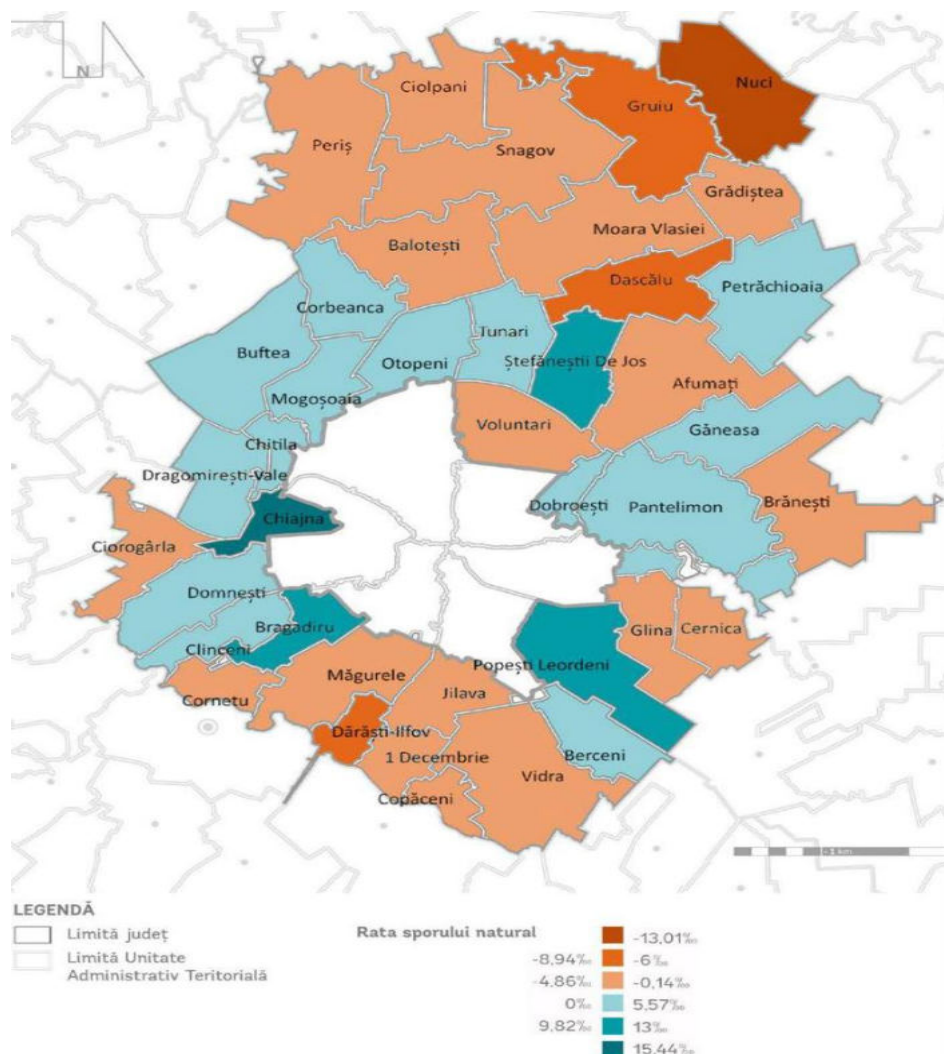 N
Ciolpani
Nuci
Gruiu
Periș
Snagov
Grădiștea
Moara Vlasiei
Balotești
Dascălu
Petrăchioaia
Corbeanca
Tunari
Buftea
Otopeni
Ștefăneștii De Jos
Afumați
Mogoșoaia
Voluntari
Găneasa
Chitila
Dragomirești-Vale
Dobroești
Pantelimon
Brănești
Chiajna
Ciorogârla
Domnești
Bragadiru
Glina
Cernica
Clinceni
Popești Leordeni
Măgurele
Cornetu
Jilava
Dărăști-Ilfov
1 Decembrie
Berceni
Vidra
Copăceni
1 km
LEGENDĂ
Limită județ
Limită Unitate
Administrativ Teritorială
Rata sporului natural
-13,01‰
-8,94‰ -6‰
-4.86‰ -0,14‰
0‰ 5,57‰
9,82‰ 13‰
15,44‰